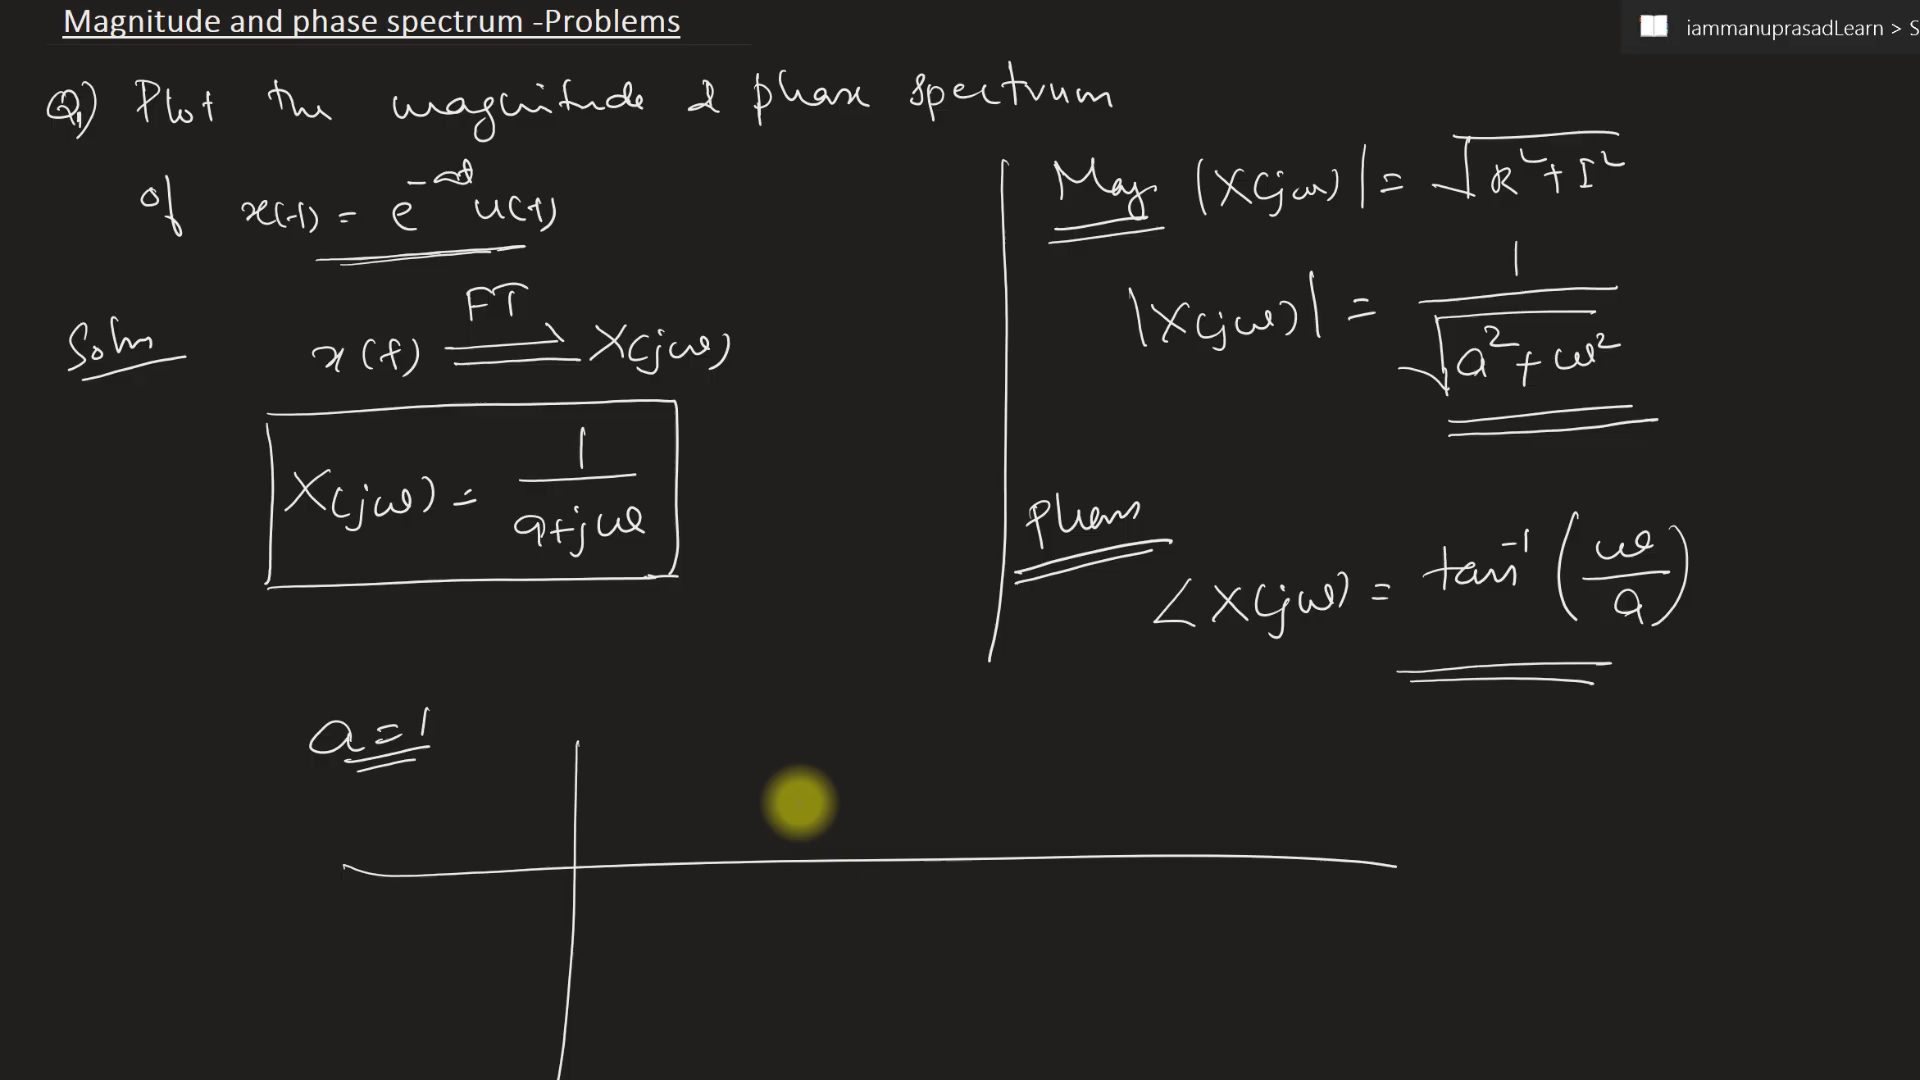 Magnitude and phase spectrum -Problems
iammanuprasadLearn > S
Q1) Plot the magnitude & phase spectrum
of x(t) = e^-at u(t)
Soln x(t) FT X(jω)
X(jω) = 1/(a+jω)
Mag |X(jω)| = √(R²+I²)
|X(jω)| = 1/√(a²+ω²)
Phase
∠X(jω) = tan⁻¹(ω/a)
a=1